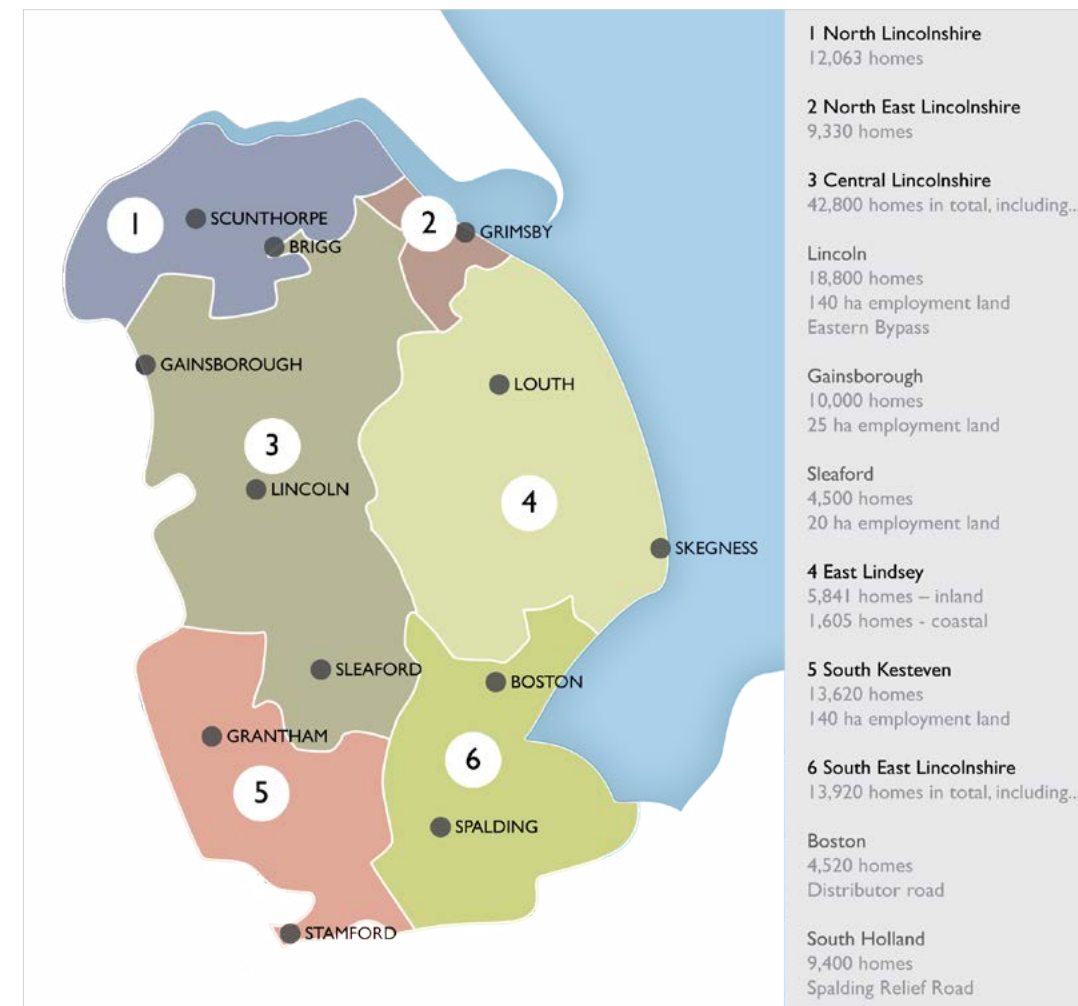 1
SCUNTHORPE
BRIGG
2
GRIMSBY
GAINSBOROUGH
LOUTH
3
LINCOLN
4
SKEGNESS
SLEAFORD
BOSTON
GRANTHAM
6
5
SPALDING
STAMFORD
1 North Lincolnshire
12,063 homes
2 North East Lincolnshire
9,330 homes
3 Central Lincolnshire
42,800 homes in total, including...
Lincoln
18,800 homes
140 ha employment land
Eastern Bypass
Gainsborough
10,000 homes
25 ha employment land
Sleaford
4,500 homes
20 ha employment land
4 East Lindsey
5,841 homes – inland
1,605 homes - coastal
5 South Kesteven
13,620 homes
140 ha employment land
6 South East Lincolnshire
13,920 homes in total, including...
Boston
4,520 homes
Distributor road
South Holland
9,400 homes
Spalding Relief Road